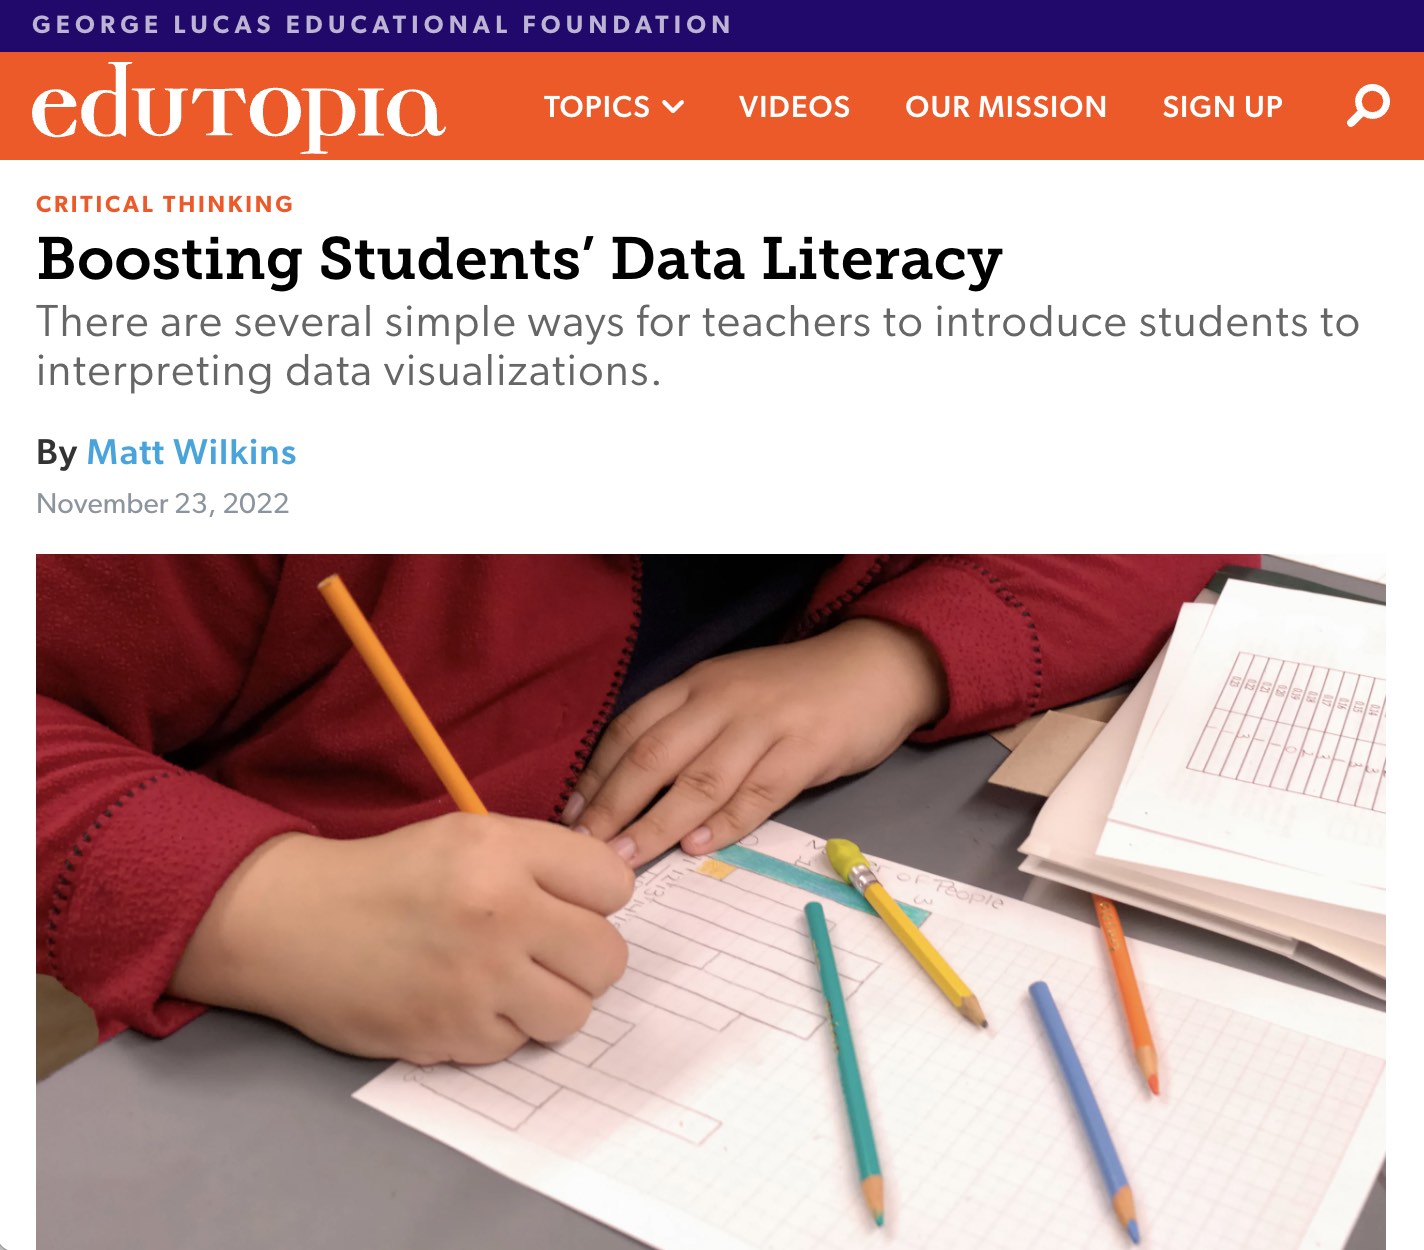 GEORGE LUCAS EDUCATIONAL FOUNDATION
edutopia
TOPICS
VIDEOS
OUR MISSION
SIGN UP
CRITICAL THINKING
Boosting Students’ Data Literacy
There are several simple ways for teachers to introduce students to
interpreting data visualizations.
By Matt Wilkins
November 23, 2022
of People